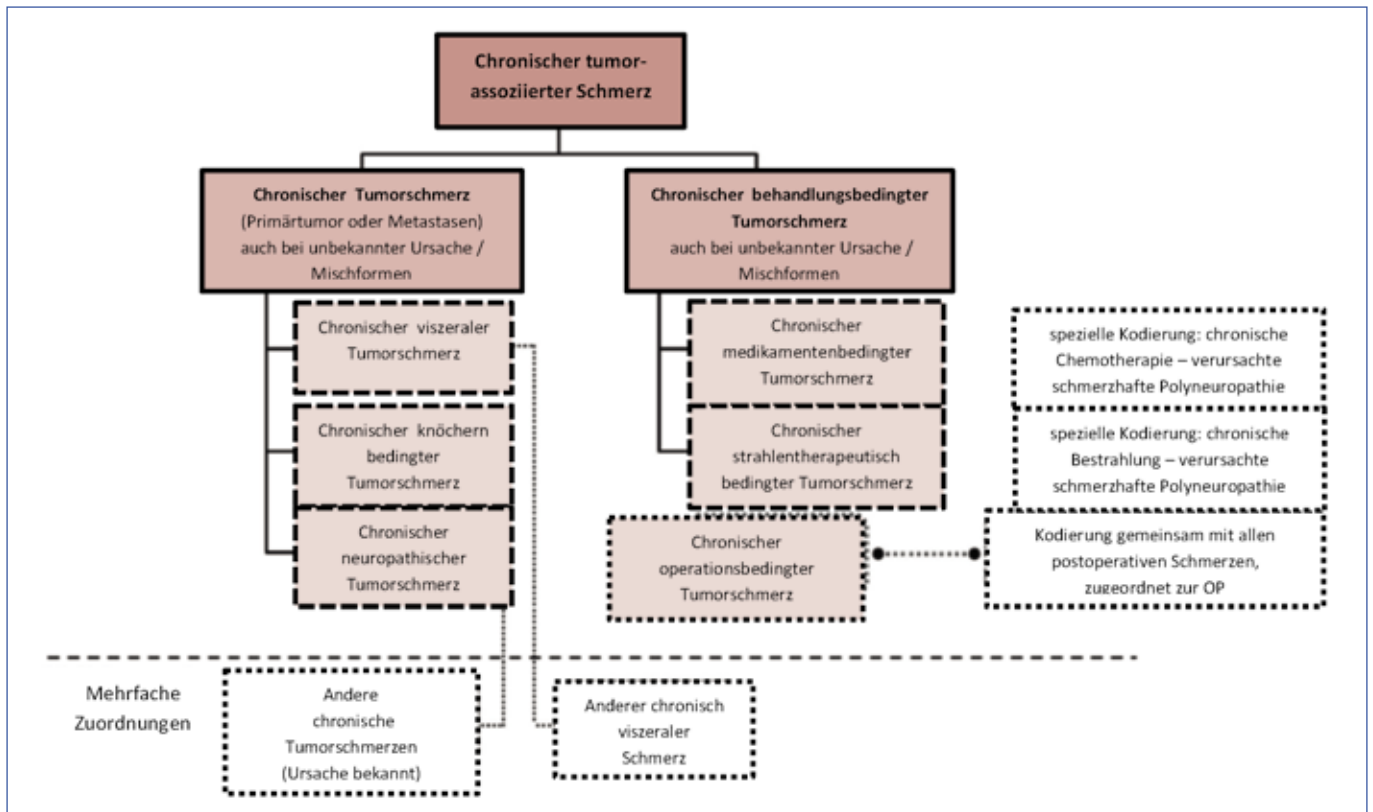 Chronischer tumor-
assoziierter Schmerz
Chronischer Tumorschmerz
(Primärtumor oder Metastasen)
auch bei unbekannter Ursache /
Mischformen
Chronischer behandlungsbedingter
Tumorschmerz
auch bei unbekannter Ursache /
Mischformen
Chronischer viszeraler
Tumorschmerz
Chronischer knöchern
bedingter
Tumorschmerz
Chronischer
neuropathischer
Tumorschmerz
Chronischer
medikamentenbedingter
Tumorschmerz
Chronischer
strahlentherapeutisch
bedingter Tumorschmerz
Chronischer
operationsbedingter
Tumorschmerz
spezielle Kodierung: chronische
Chemotherapie – verursachte
schmerzhafte Polyneuropathie
spezielle Kodierung: chronische
Bestrahlung – verursachte
schmerzhafte Polyneuropathie
Kodierung gemeinsam mit allen
postoperativen Schmerzen,
zugeordnet zur OP
Mehrfache
Zuordnungen
Andere
chronische
Tumorschmerzen
(Ursache bekannt)
Anderer chronisch
viszeraler
Schmerz